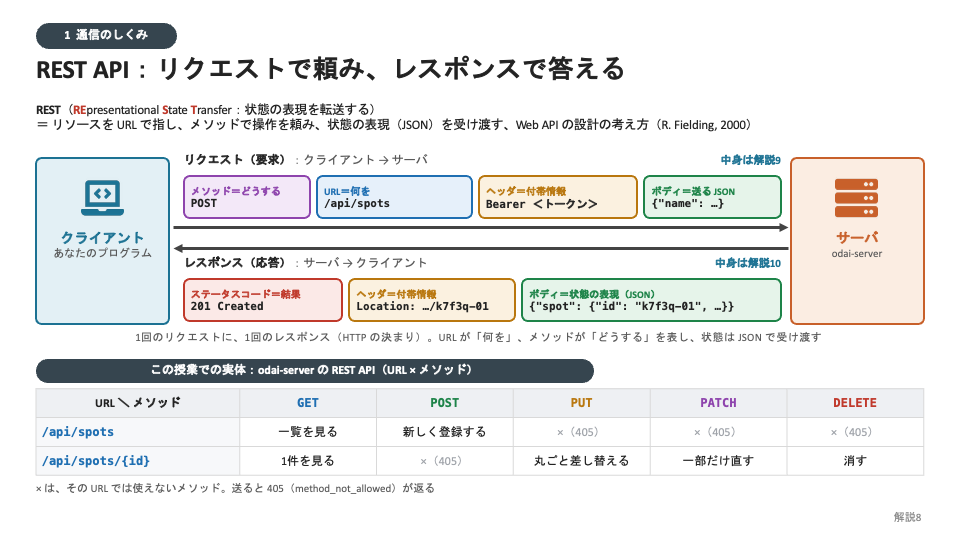 1 通信のしくみ
REST API：リクエストで頼み、レスポンスで答える
REST（REpresentational State Transfer：状態の表現を転送する）
＝ リソースを URL で指し、メソッドで操作を頼み、状態の表現（JSON）を受け渡す、Web API の設計の考え方（R. Fielding, 2000）
リクエスト（要求）：クライアント → サーバ
中身は解説9
メソッド＝どうする
POST
URL＝何を
/api/spots
ヘッダ＝付帯情報
Bearer ＜トークン＞
ボディ＝送る JSON
{"name": …}
クライアント
あなたのプログラム
サーバ
odai-server
レスポンス（応答）：サーバ → クライアント
中身は解説10
ステータスコード＝結果
201 Created
ヘッダ＝付帯情報
Location: …/k7f3q-01
ボディ＝状態の表現（JSON）
{"spot": {"id": "k7f3q-01", …}}
1回のリクエストに、1回のレスポンス（HTTP の決まり）。URL が「何を」、メソッドが「どうする」を表し、状態は JSON で受け渡す
この授業での実体：odai-server の REST API（URL × メソッド）
URL ＼ メソッド GET POST PUT PATCH DELETE
/api/spots 一覧を見る 新しく登録する ×（405） ×（405） ×（405）
/api/spots/{id} 1件を見る ×（405） 丸ごと差し替える 一部だけ直す 消す
× は、その URL では使えないメソッド。送ると 405（method_not_allowed）が返る
解説8